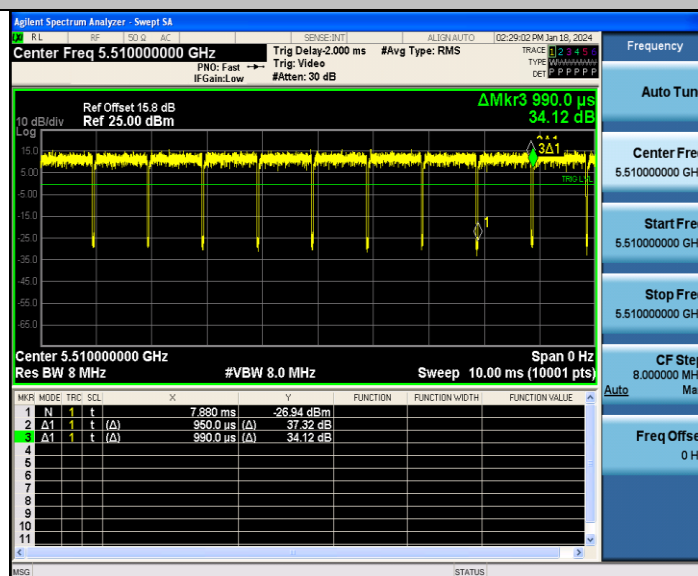 Agilent Spectrum Analyzer - Swept SA
RL RF 50 Ω AC SENSE:INT ALIGNAUTO 02:29:02 PM Jan 18, 2024
Center Freq 5.510000000 GHz
PNO: Fast
IFGain:Low
Trig Delay-2.000 ms
Trig: Video
#Atten: 30 dB
#Avg Type: RMS
TRACE 1 2 3 4 5 6
TYPE
DET P P P P P P
Frequency
Auto Tun
Center Fre
5.510000000 GH
Start Fre
5.510000000 GH
Stop Fre
5.510000000 GH
CF Step
8.000000 MH
Auto Ma
Freq Offse
0 H
ΔMkr3 990.0 µs
34.12 dB
Ref Offset 15.8 dB
10 dB/div Ref 25.00 dBm
Log
15.0
5.00
-5.00
-15.0
-25.0
-35.0
-45.0
-55.0
-65.0
3Δ1
TRIG LVL
1
Center 5.510000000 GHz Span 0 Hz
Res BW 8 MHz #VBW 8.0 MHz Sweep 10.00 ms (10001 pts)
MKR MODE TRC SCL X Y FUNCTION FUNCTION WIDTH FUNCTION VALUE
1 N 1 t 7.880 ms -26.94 dBm
2 Δ1 1 t (Δ) 950.0 µs (Δ) 37.32 dB
3 Δ1 1 t (Δ) 990.0 µs (Δ) 34.12 dB
4
5
6
7
8
9
10
11
MSG STATUS